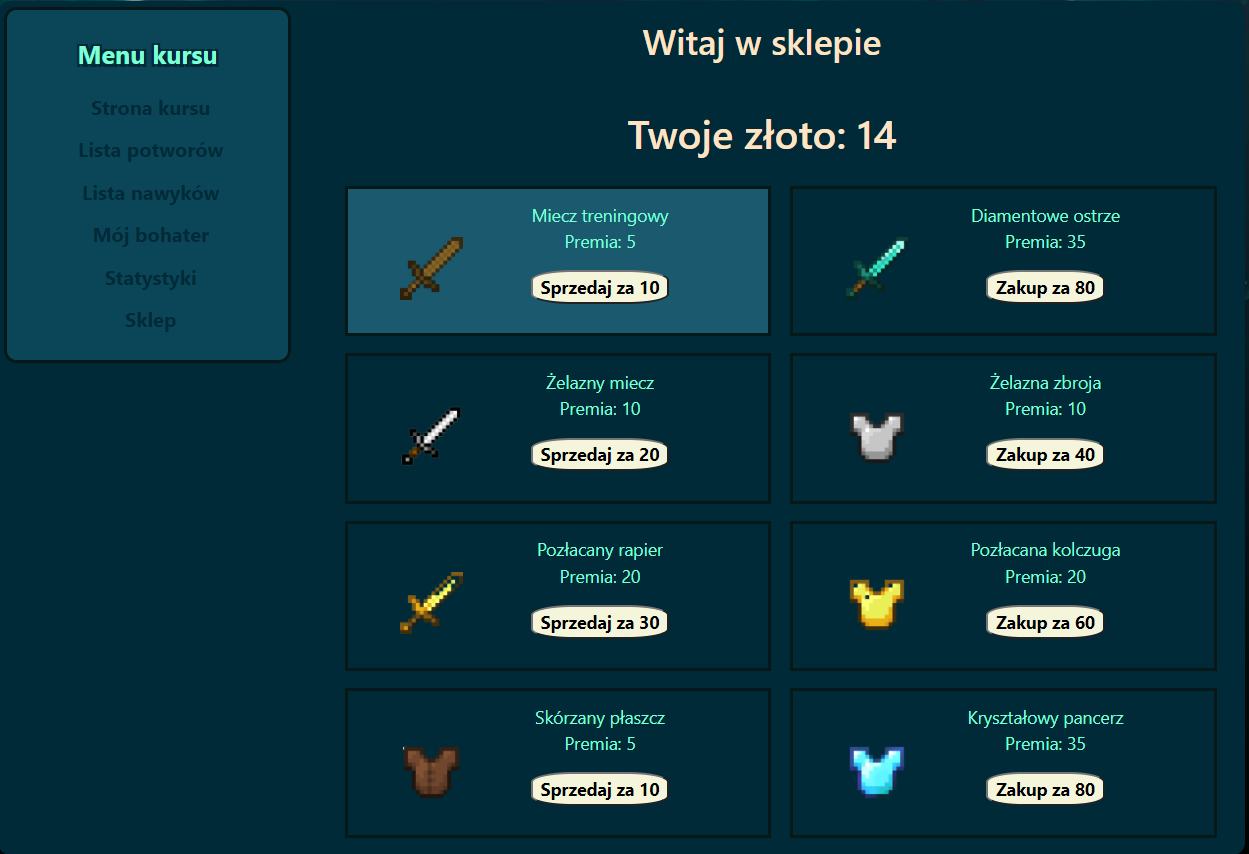 Menu kursu
Strona kursu
Lista potworów
Lista nawyków
Mój bohater
Statystyki
Sklep
Witaj w sklepie
Twoje złoto: 14
Miecz treningowy
Premia: 5
Sprzedaj za 10
Diamentowe ostrze
Premia: 35
Zakup za 80
Żelazny miecz
Premia: 10
Sprzedaj za 20
Żelazna zbroja
Premia: 10
Zakup za 40
Pozłacany rapier
Premia: 20
Sprzedaj za 30
Pozłacana kolczuga
Premia: 20
Zakup za 60
Skórzany płaszcz
Premia: 5
Sprzedaj za 10
Kryształowy pancerz
Premia: 35
Zakup za 80